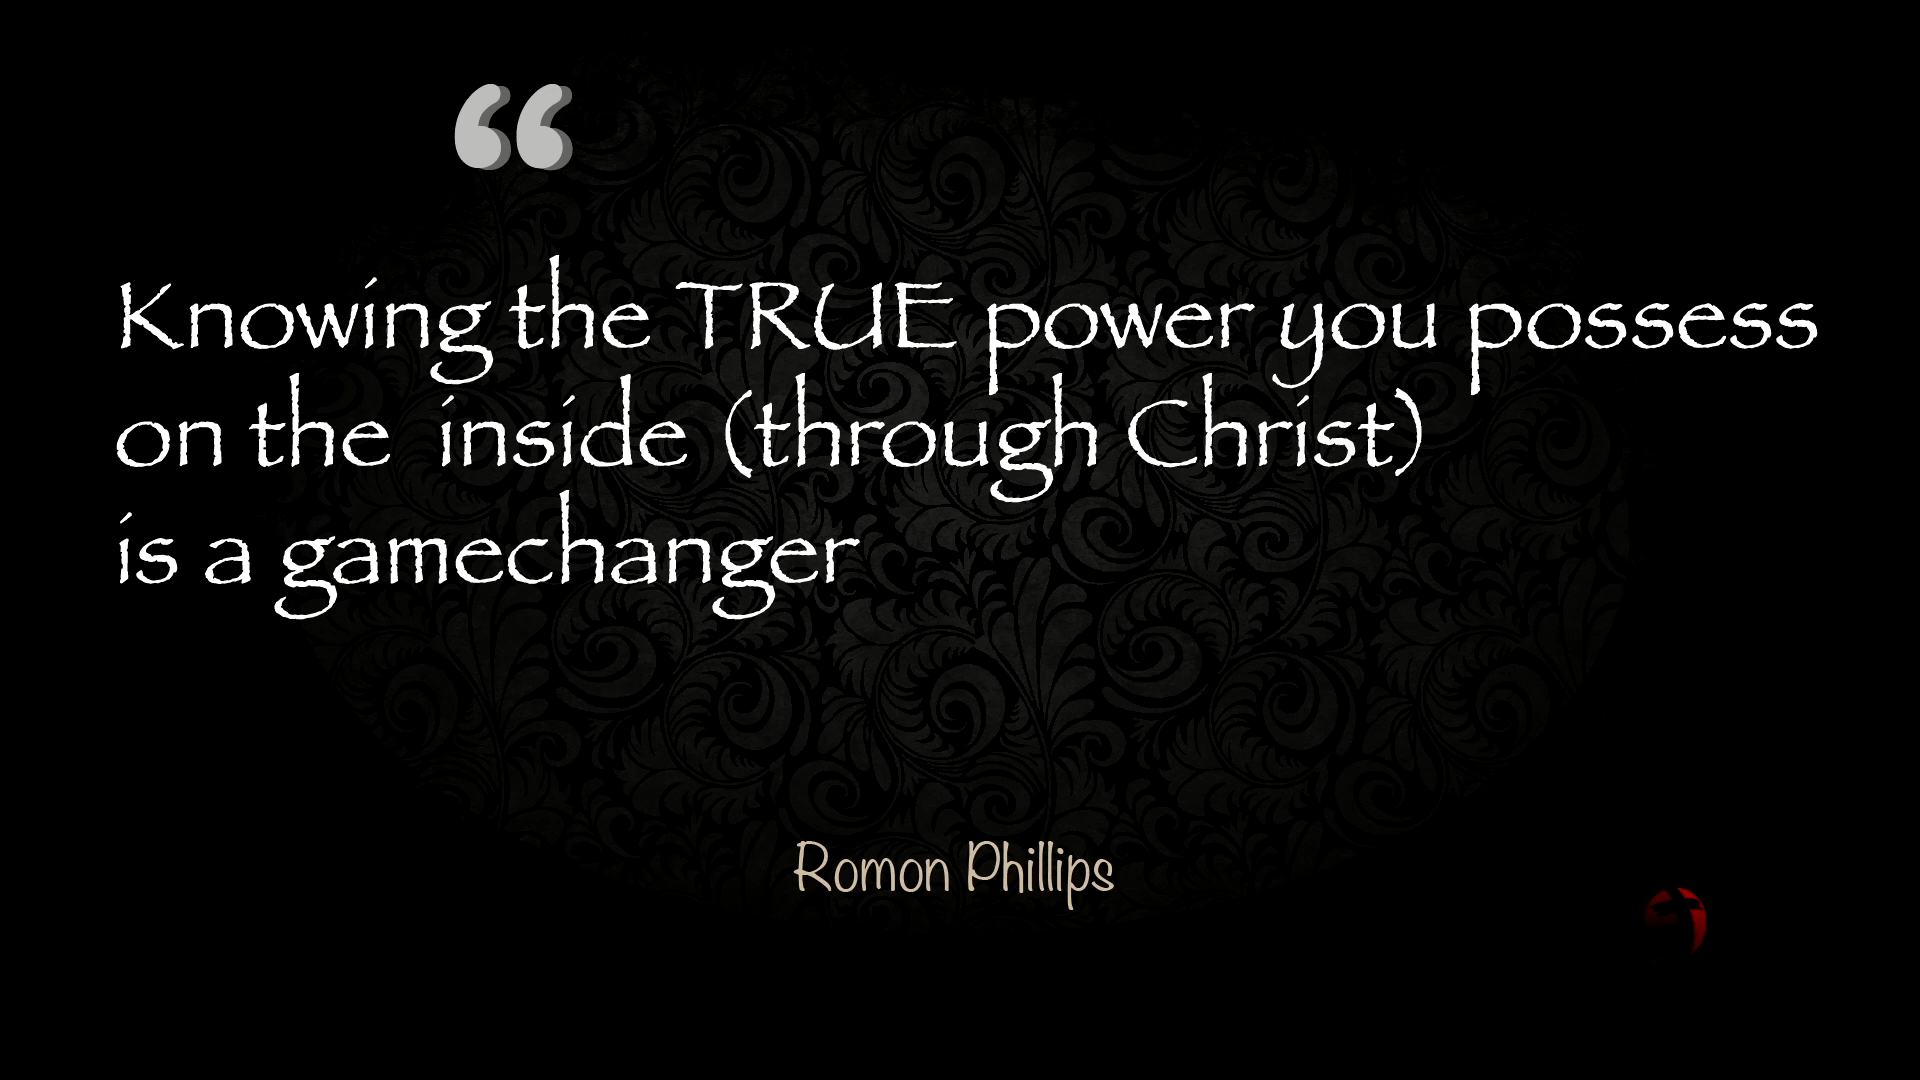 “
Knowing the TRUE power you possess
on the  inside (through Christ)
is a gamechanger
Romon Phillips